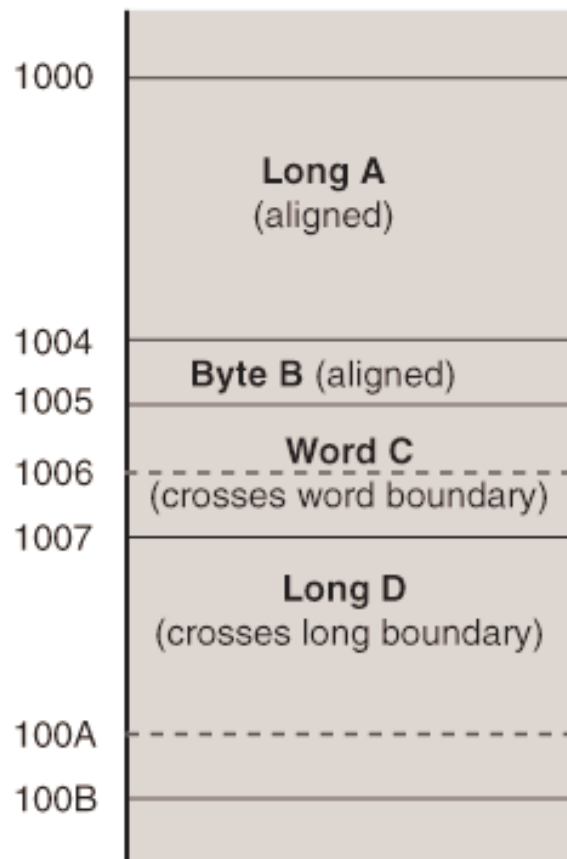 1000
Long A
(aligned)
1004
Byte B (aligned)
1005
Word C
1006
(crosses word boundary)
1007
Long D
(crosses long boundary)
100A
100B